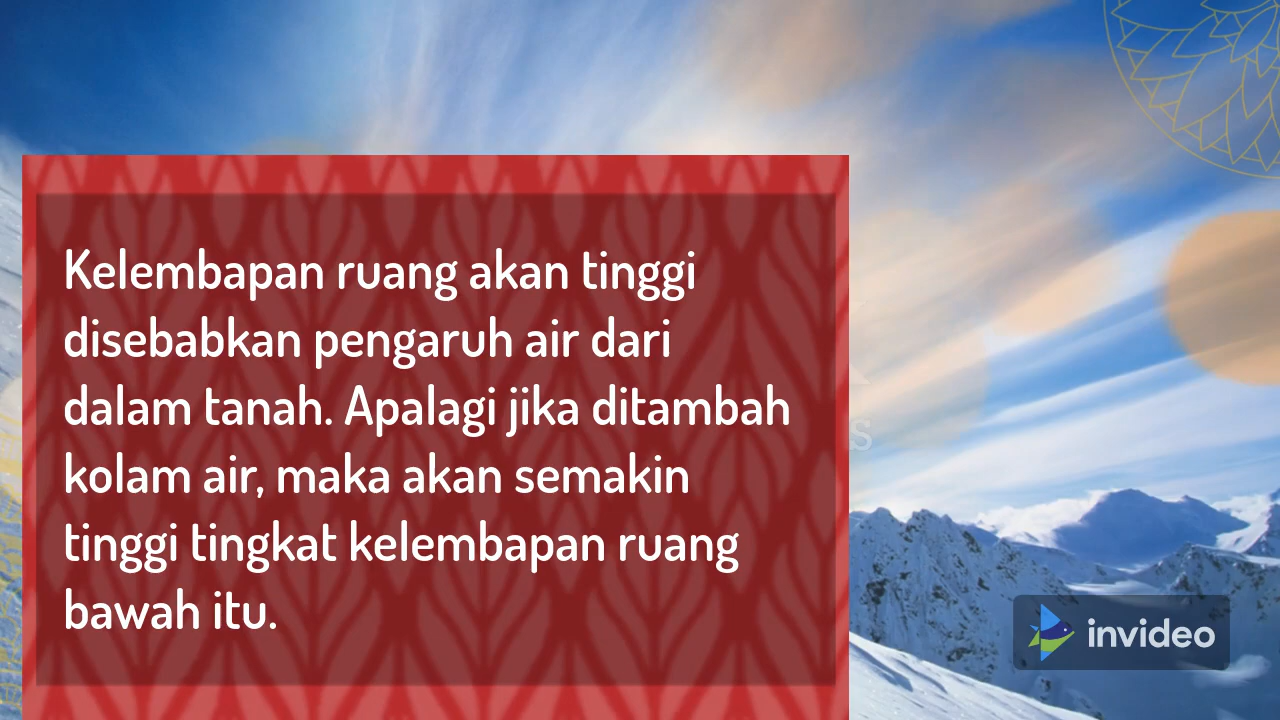 Kelembapan ruang akan tinggi
disebabkan pengaruh air dari
dalam tanah. Apalagi jika ditambah
kolam air, maka akan semakin
tinggi tingkat kelembapan ruang
bawah itu.
invideo